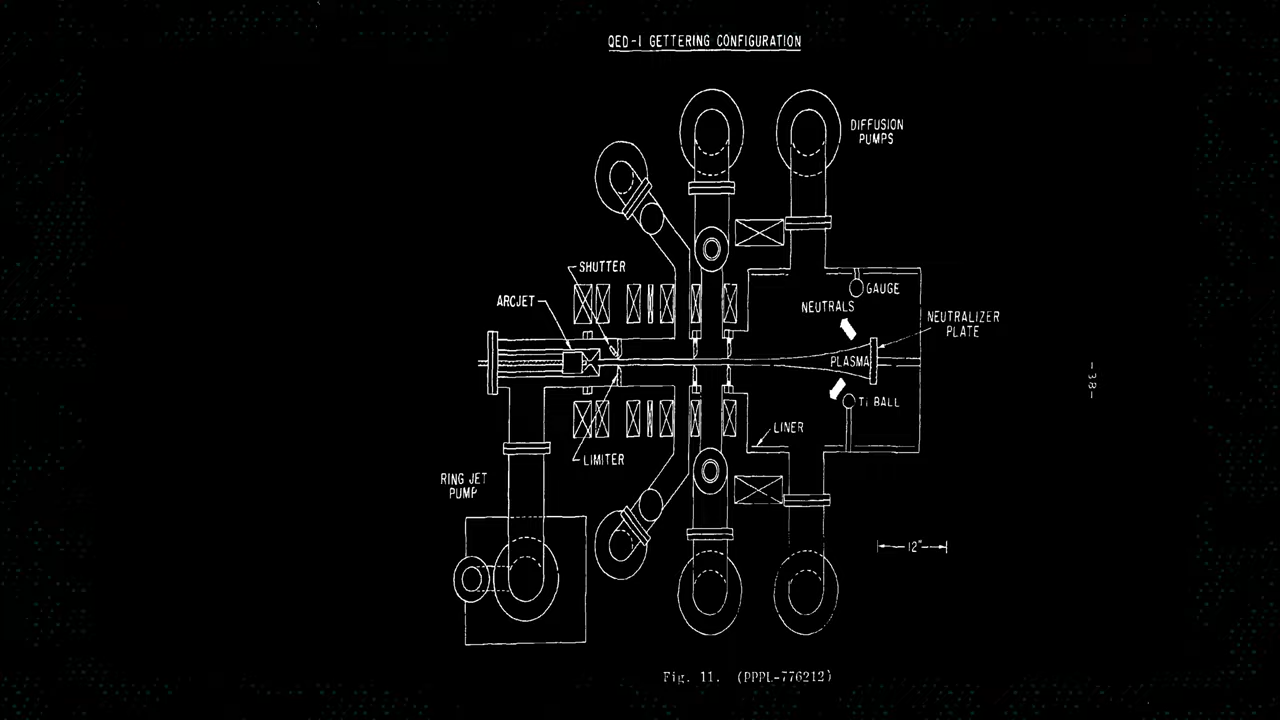 QED-1 GETTERING CONFIGURATION
DIFFUSION
PUMPS
SHUTTER
ARCJET
GAUGE
NEUTRALS
NEUTRALIZER
PLATE
PLASMA
Ti BALL
LINER
LIMITER
RING JET
PUMP
12"
-38-
Fig. 11. (PPPL-776212)